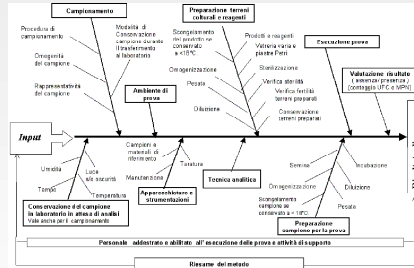 Campionamento
Procedura di
campionamento
Omogeneità
del campione
Rappresentatività
del campione
Modalità di
Conservazione
campione durante
il trasferimento
al laboratorio
Ambiente di
prova
Preparazione terreni
colturali e reagenti
Scongelamento
del prodotto se
conservato
a <18°C
Omogenizzazione
Pesata
Diluizione
Prodotti e reagenti
Vetreria varia e
piastre Petri
Sterilizzazione
Verifica sterilità
Verifica fertilità
terreni preparati
Conservazione
terreni preparati
Esecuzione prova
Valutazione risultato
( assenza/ presenza )
(conteggio UFC o MPN)
Input
Umidità
Tempo
Luce
e/o oscurità
Temperatura
Conservazione del campione
in laboratorio in attesa di analisi
Vale anche per il campionamento
Campioni e
materiali di
riferimento
Manutenzione
Taratura
Apparecchiature e
strumentazioni
Tecnica analitica
Semina
Omogenizzazione
Scongelamento
campione se
conservato a < 18°C
Incubazione
Diluizione
Pesata
Preparazione
campione per la prova
Personale addestrato e abilitato all' esecuzione delle prova e attività di supporto
Riesame del metodo